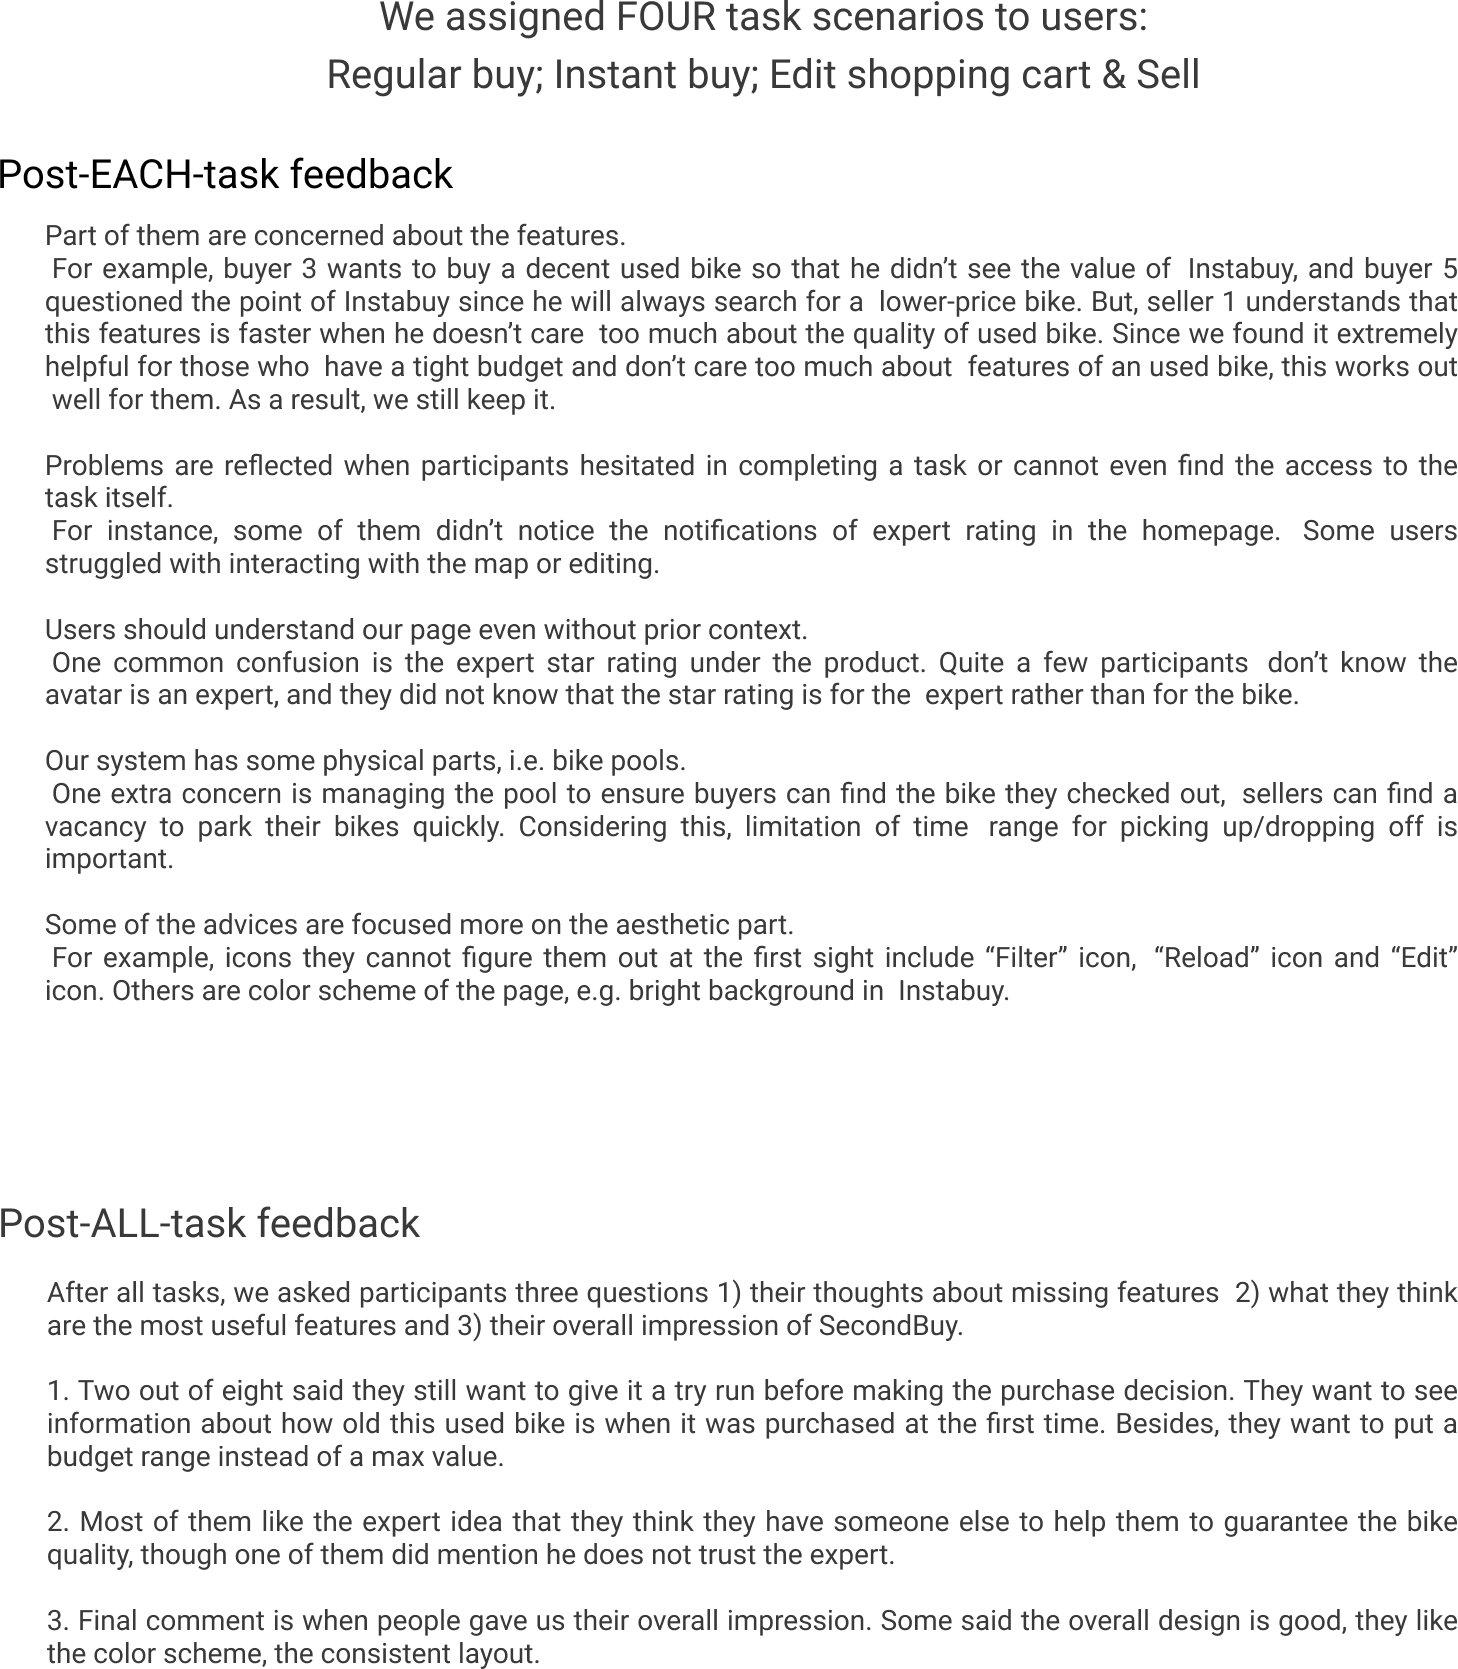 We assigned FOUR task scenarios to users:
Regular buy; Instant buy; Edit shopping cart & Sell
Post-EACH-task feedback
Part of them are concerned about the features.
For example, buyer 3 wants to buy a decent used bike so that he didn’t see the value of Instabuy, and buyer 5
questioned the point of Instabuy since he will always search for a lower-price bike. But, seller 1 understands that
this features is faster when he doesn’t care too much about the quality of used bike. Since we found it extremely
helpful for those who have a tight budget and don’t care too much about features of an used bike, this works out
well for them. As a result, we still keep it.
Problems are reflected when participants hesitated in completing a task or cannot even find the access to the
task itself.
For instance, some of them didn’t notice the notifications of expert rating in the homepage. Some users
struggled with interacting with the map or editing.
Users should understand our page even without prior context.
One common confusion is the expert star rating under the product. Quite a few participants don’t know the
avatar is an expert, and they did not know that the star rating is for the expert rather than for the bike.
Our system has some physical parts, i.e. bike pools.
One extra concern is managing the pool to ensure buyers can find the bike they checked out, sellers can find a
vacancy to park their bikes quickly. Considering this, limitation of time range for picking up/dropping off is
important.
Some of the advices are focused more on the aesthetic part.
For example, icons they cannot figure them out at the first sight include “Filter” icon, “Reload” icon and “Edit”
icon. Others are color scheme of the page, e.g. bright background in Instabuy.
Post-ALL-task feedback
After all tasks, we asked participants three questions 1) their thoughts about missing features 2) what they think
are the most useful features and 3) their overall impression of SecondBuy.
1. Two out of eight said they still want to give it a try run before making the purchase decision. They want to see
information about how old this used bike is when it was purchased at the first time. Besides, they want to put a
budget range instead of a max value.
2. Most of them like the expert idea that they think they have someone else to help them to guarantee the bike
quality, though one of them did mention he does not trust the expert.
3. Final comment is when people gave us their overall impression. Some said the overall design is good, they like
the color scheme, the consistent layout.